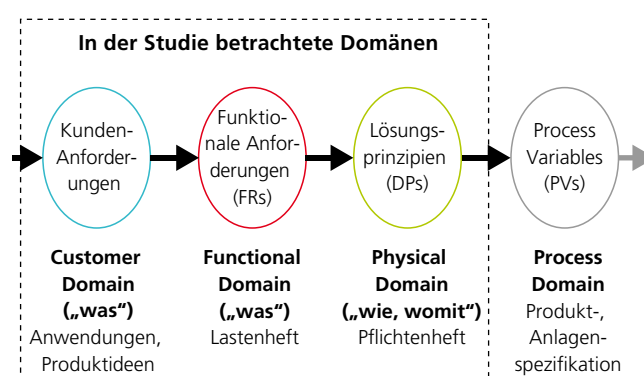 In der Studie betrachtete Domänen
Kunden-
Anforder-
ungen
Funktio-
nale Anfor-
derungen
(FRs)
Lösungs-
prinzipien
(DPs)
Process
Variables
(PVs)
Customer
Domain
(„was“)
Anwendungen,
Produktideen
Functional
Domain
(„was“)
Lastenheft
Physical
Domain
(„wie, womit“)
Pflichtenheft
Process
Domain
Produkt-,
Anlagen-
spezifikation